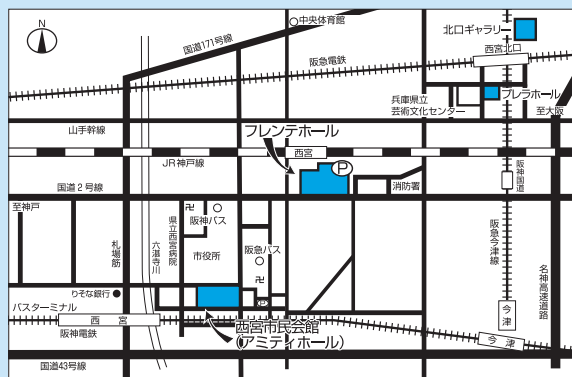 N
中央体育館
北口ギャラリー
国道171号線
阪急電鉄
西宮北口
プレラホール
兵庫県立
芸術文化センター
至大阪
山手幹線
フレンテホール
西宮
JR神戸線
P
阪神国道
消防署
国道2号線
至神戸
札場筋
六湛寺川
県立西宮病院
阪神バス
市役所
阪急バス
阪急今津線
名神高速道路
りそな銀行
P
バスターミナル
西宮
今津
阪神電鉄
西宮市民会館
(アミティホール)
今津
国道43号線